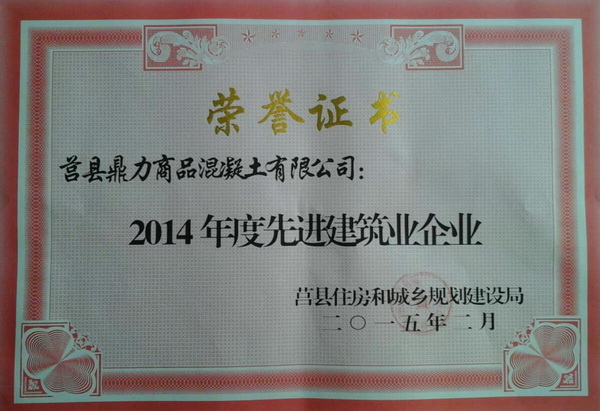 荣誉证书
莒县鼎力商品混凝土有限公司：
2014年度先进建筑业企业
莒县住房和城乡规划建设局
二〇一五年二月